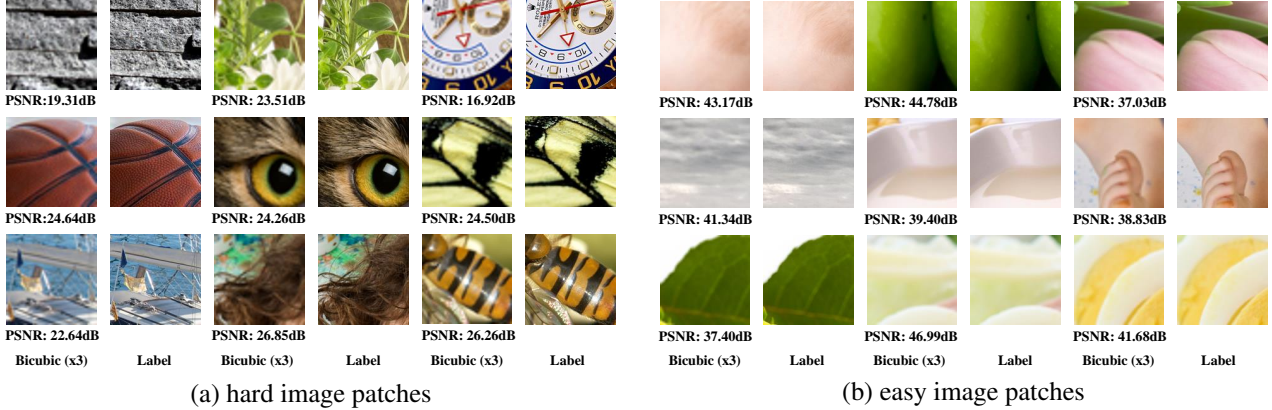 PSNR:19.31dB PSNR: 23.51dB PSNR: 16.92dB PSNR: 43.17dB PSNR: 44.78dB PSNR: 37.03dB
PSNR:24.64dB PSNR: 24.26dB PSNR: 24.50dB PSNR: 41.34dB PSNR: 39.40dB PSNR: 38.83dB
PSNR: 22.64dB PSNR: 26.85dB PSNR: 26.26dB PSNR: 37.40dB PSNR: 46.99dB PSNR: 41.68dB
Bicubic (x3) Label Bicubic (x3) Label Bicubic (x3) Label Bicubic (x3) Label Bicubic (x3) Label Bicubic (x3) Label
(a) hard image patches (b) easy image patches